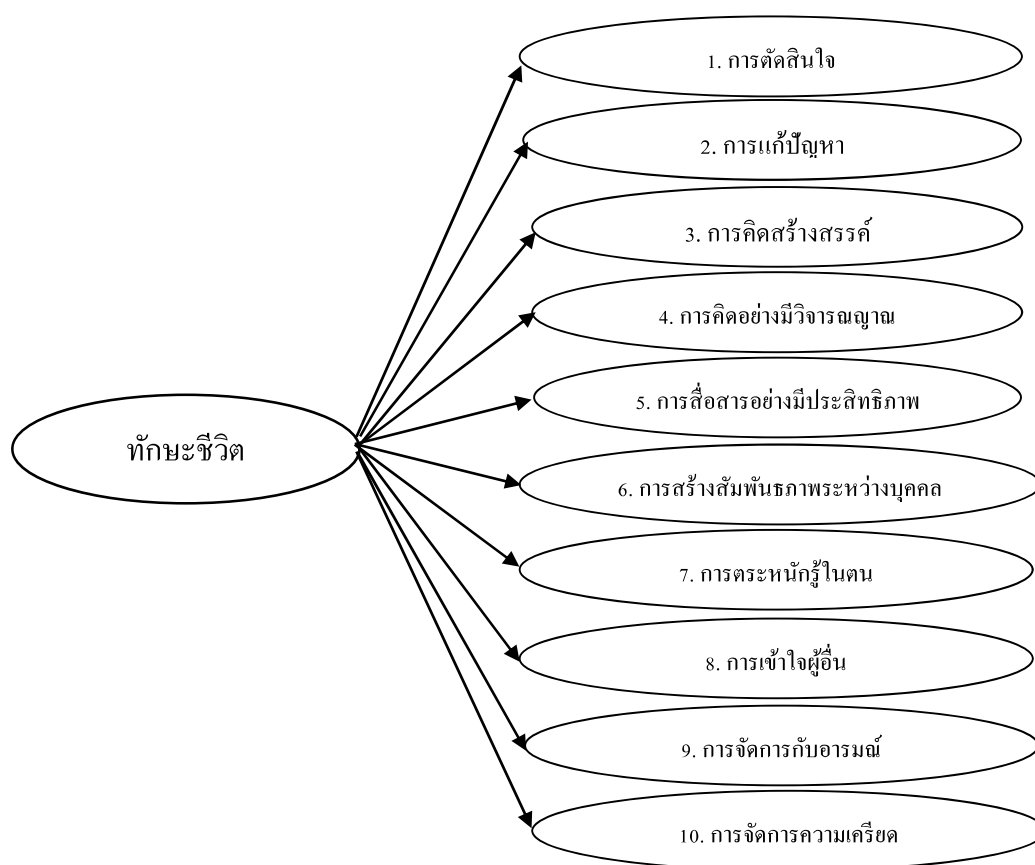 1. การตัดสินใจ
2. การแก้ปัญหา
3. การคิดสร้างสรรค์
4. การคิดอย่างมีวิจารณญาณ
5. การสื่อสารอย่างมีประสิทธิภาพ
ทักษะชีวิต
6. การสร้างสัมพันธภาพระหว่างบุคคล
7. การตระหนักรู้ในตน
8. การเข้าใจผู้อื่น
9. การจัดการกับอารมณ์
10. การจัดการความเครียด